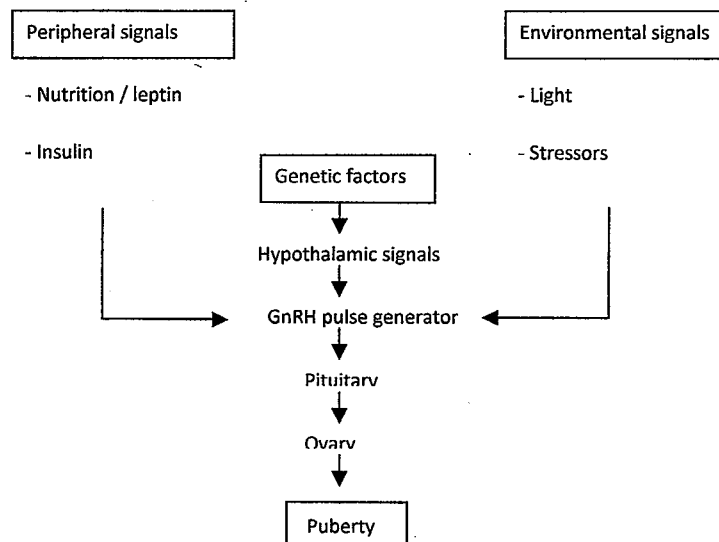 Peripheral signals
- Nutrition / leptin
- Insulin
Environmental signals
- Light
- Stressors
Genetic factors
Hypothalamic signals
GnRH pulse generator
Pituitary
Ovary
Puberty